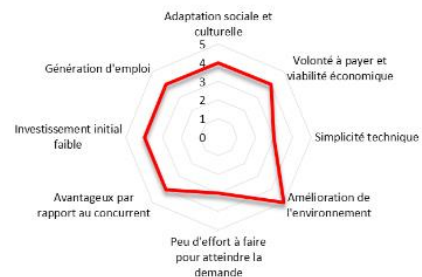 Adaptation sociale et
culturelle
5
4
3
2
1
0
Génération d'emploi
Volonté à payer et
viabilité économique
Investissement initial
faible
Simplicité technique
Avantageux par
rapport au concurrent
Amélioration de
l'environnement
Peu d'effort à faire
pour atteindre la
demande